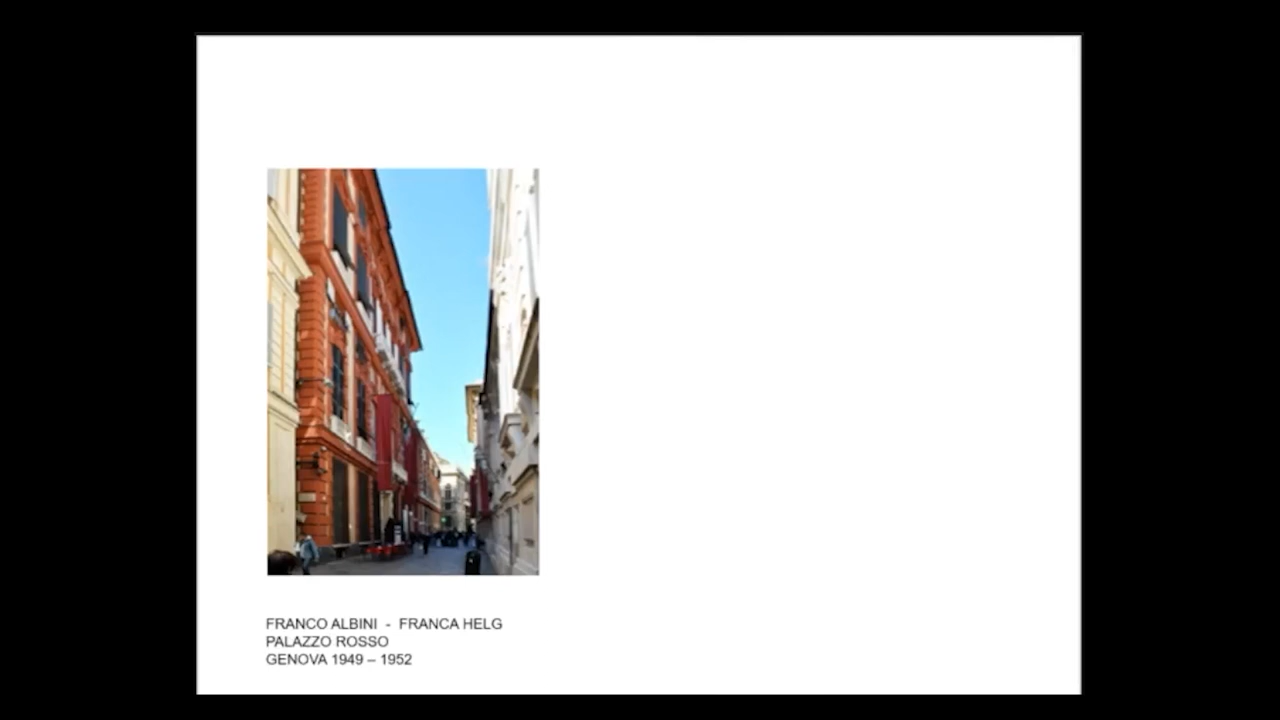 FRANCO ALBINI - FRANCA HELG
PALAZZO ROSSO
GENOVA 1949 – 1952